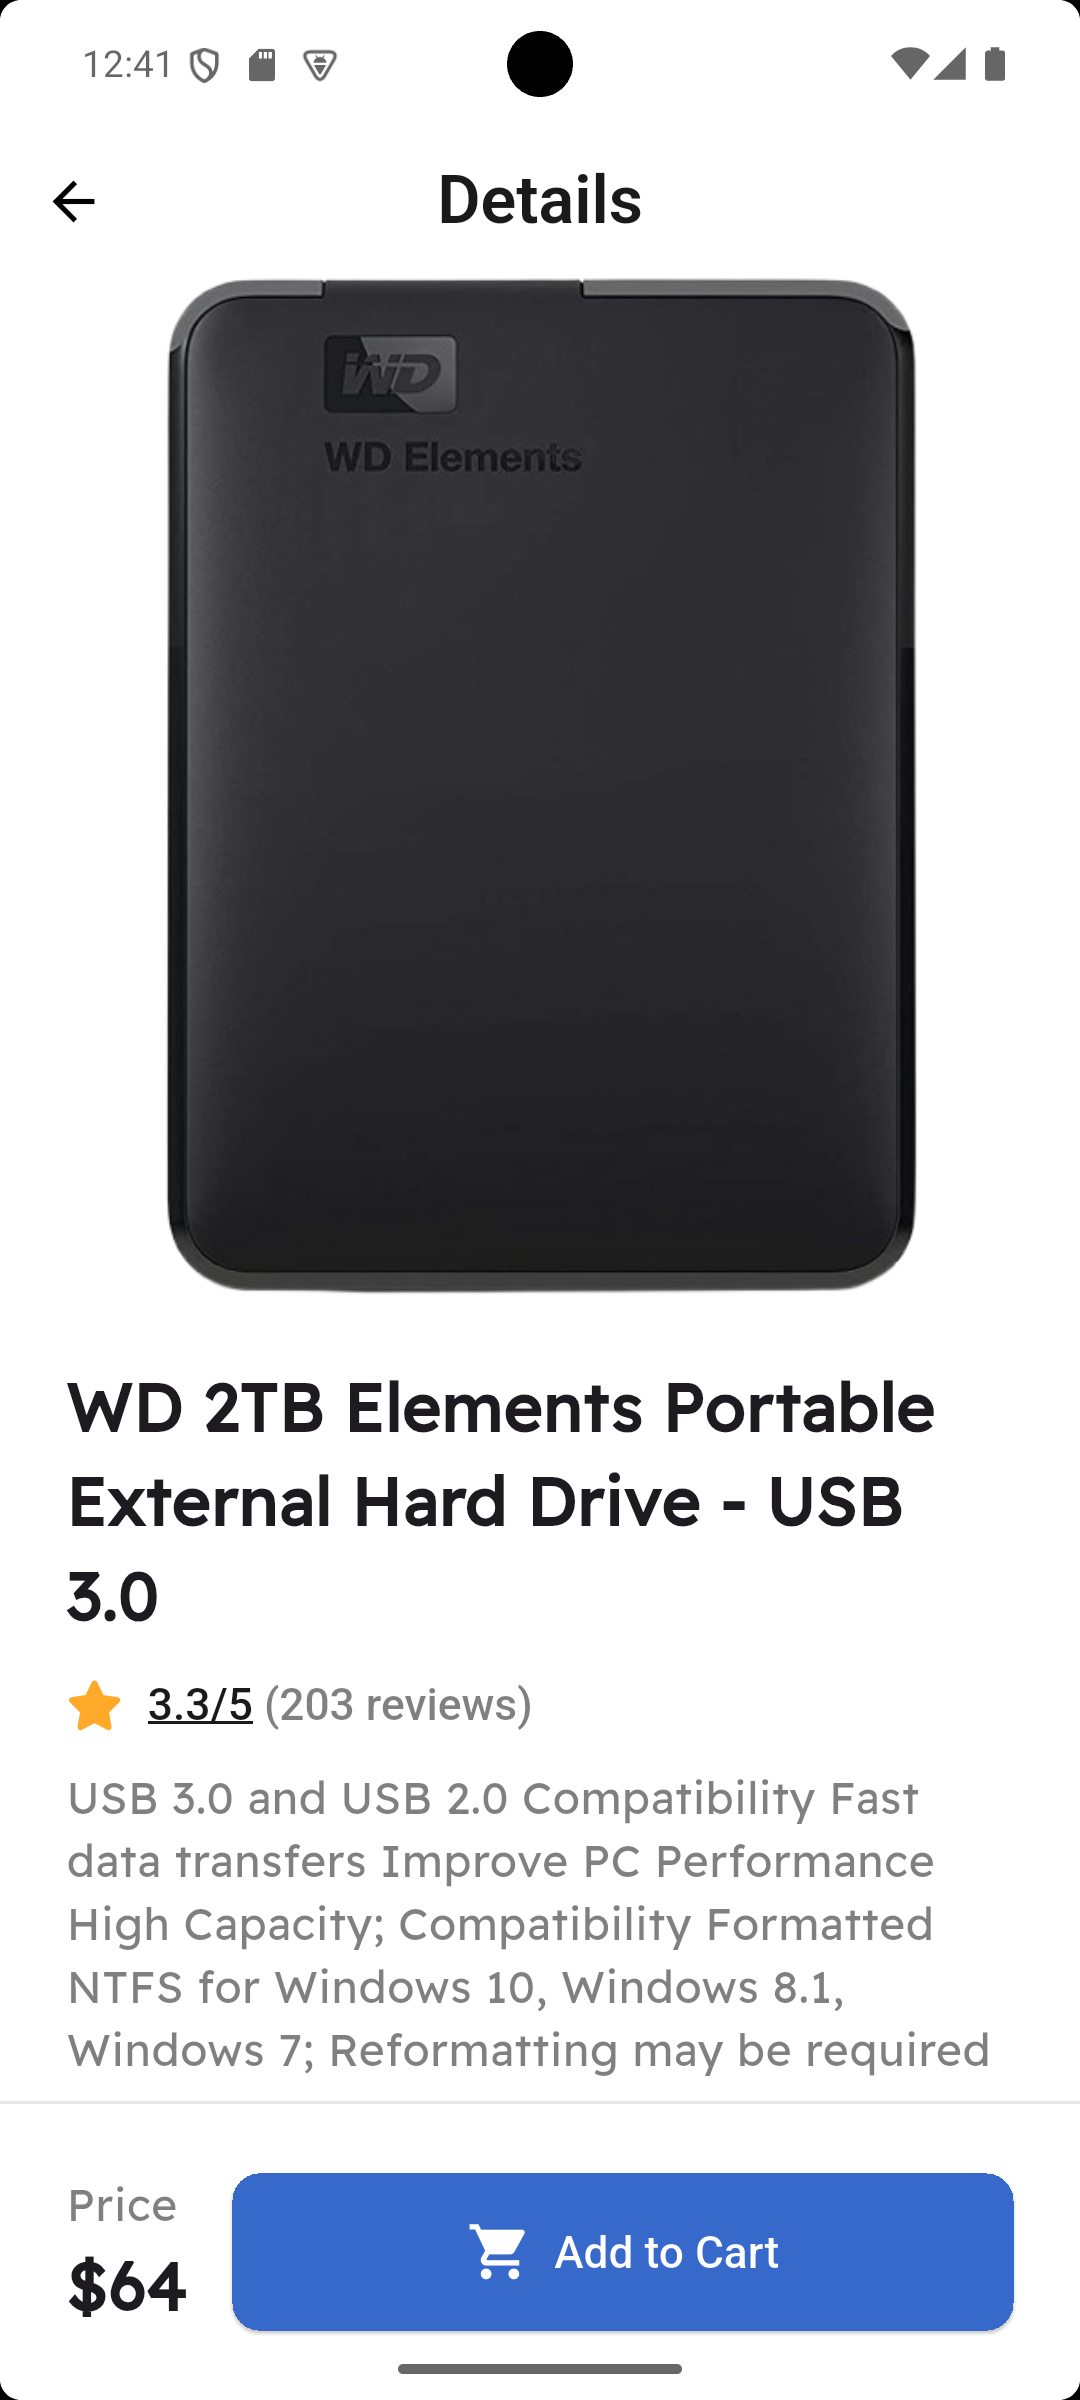 12:41
Details
WD
WD Elements
WD 2TB Elements Portable
External Hard Drive - USB
3.0
3.3/5 (203 reviews)
USB 3.0 and USB 2.0 Compatibility Fast
data transfers Improve PC Performance
High Capacity; Compatibility Formatted
NTFS for Windows 10, Windows 8.1,
Windows 7; Reformatting may be required
Price
$64
Add to Cart